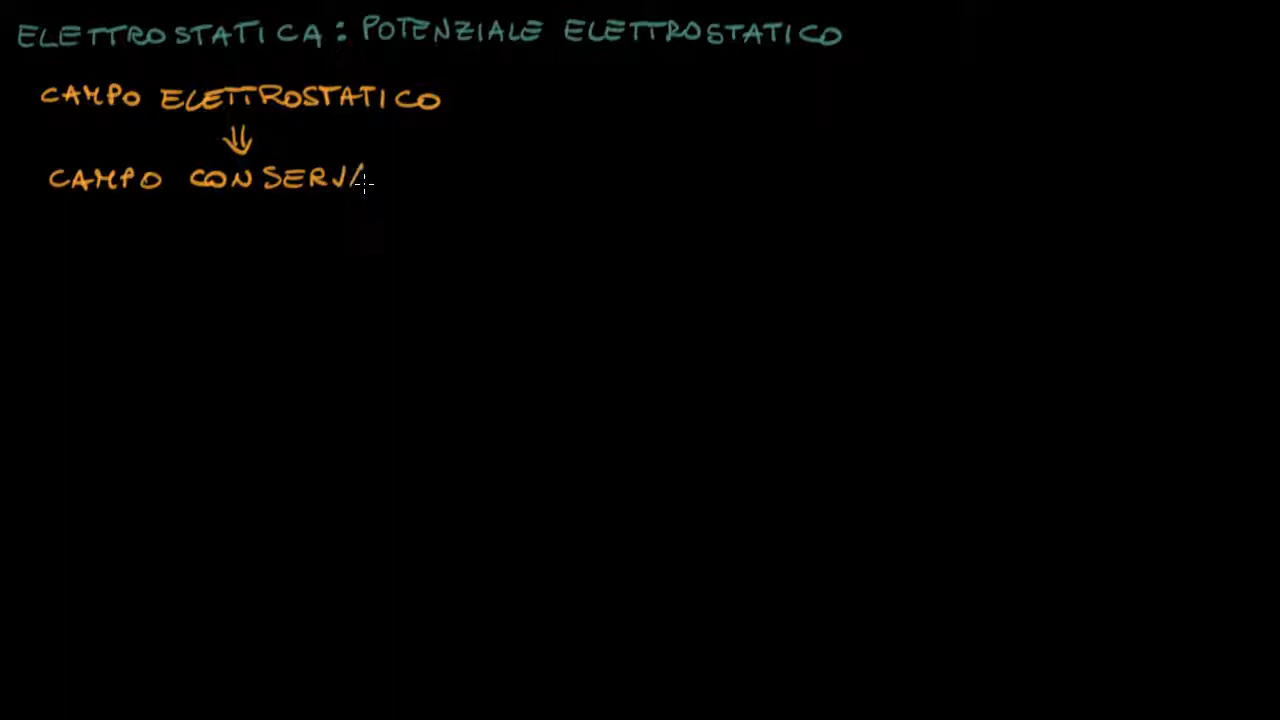 ELETTROSTATICA: POTENZIALE ELETTROSTATICO
CAMPO ELETTROSTATICO
⇓
CAMPO CONSERV